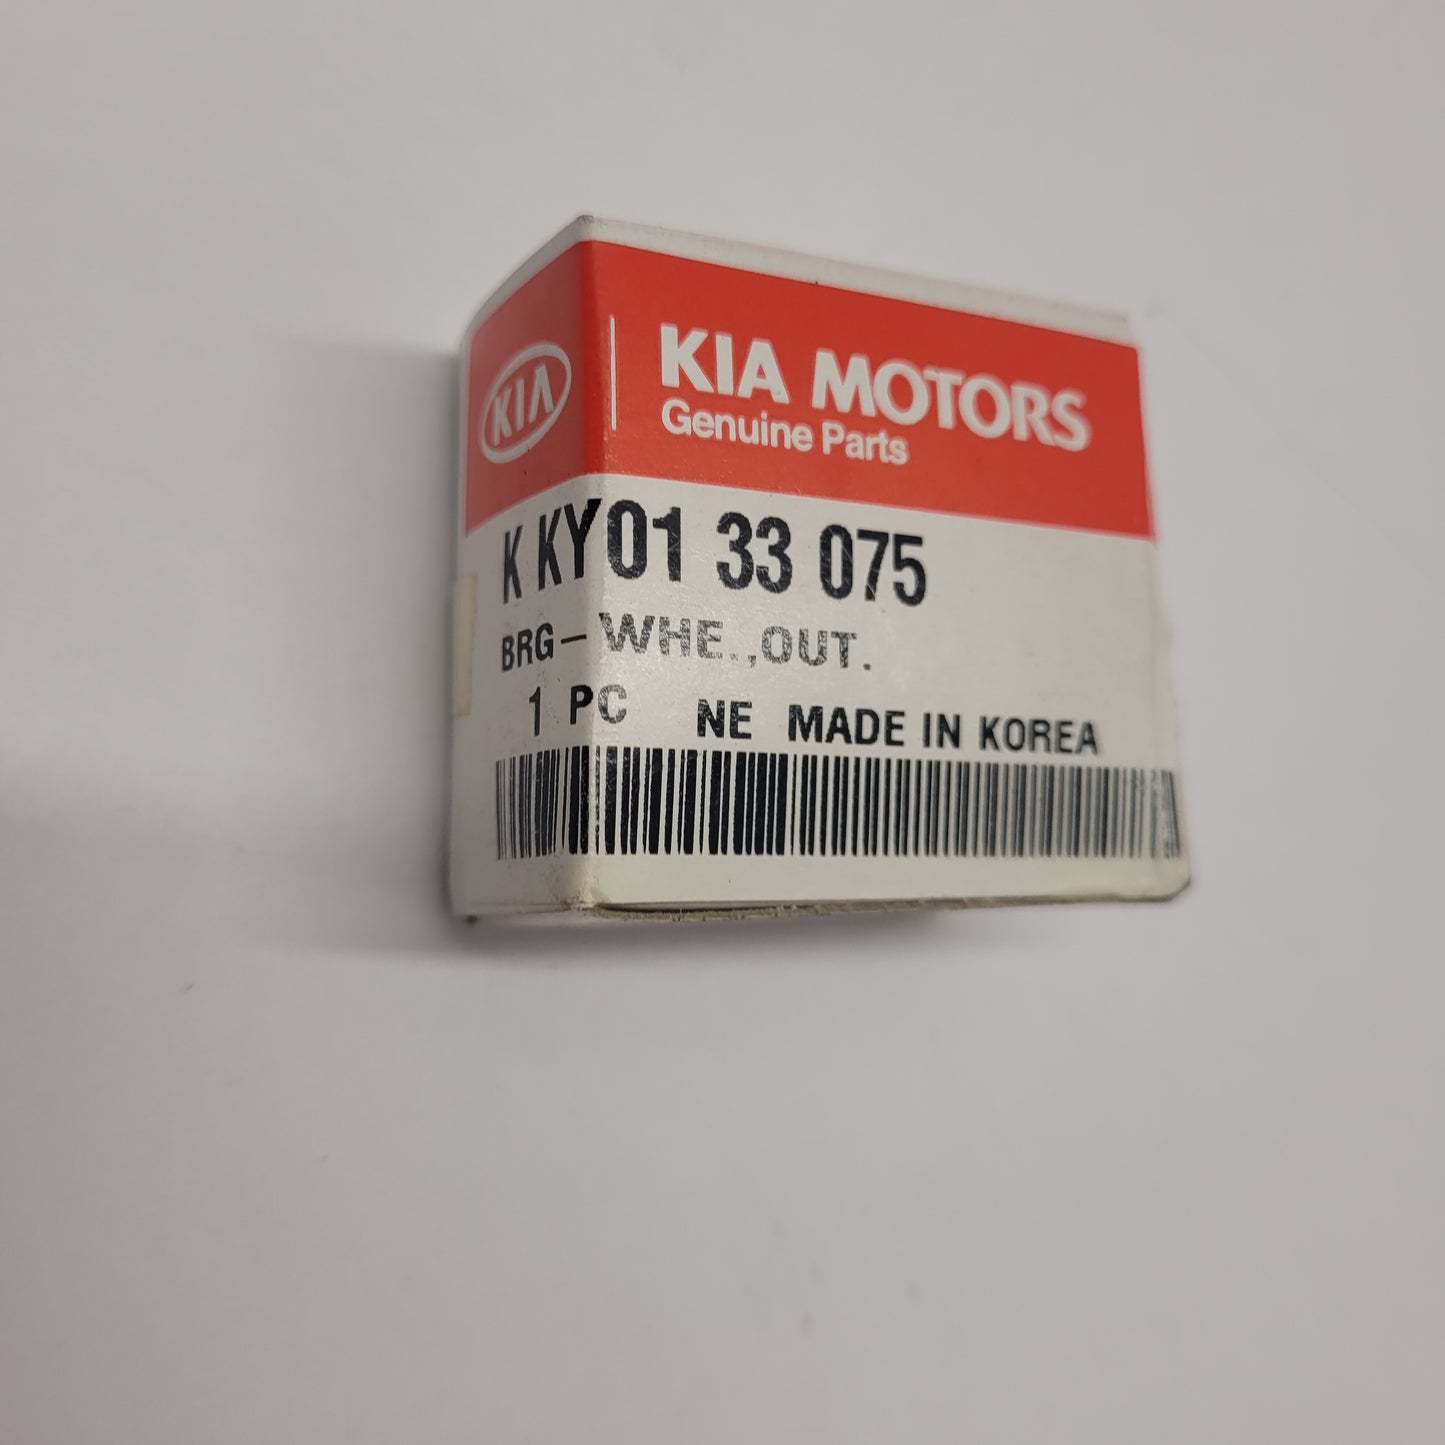 KIA
KIA MOTORS
Genuine Parts
K KY01 33 075
BRG-WHE.,OUT.
1 PC NE MADE IN KOREA